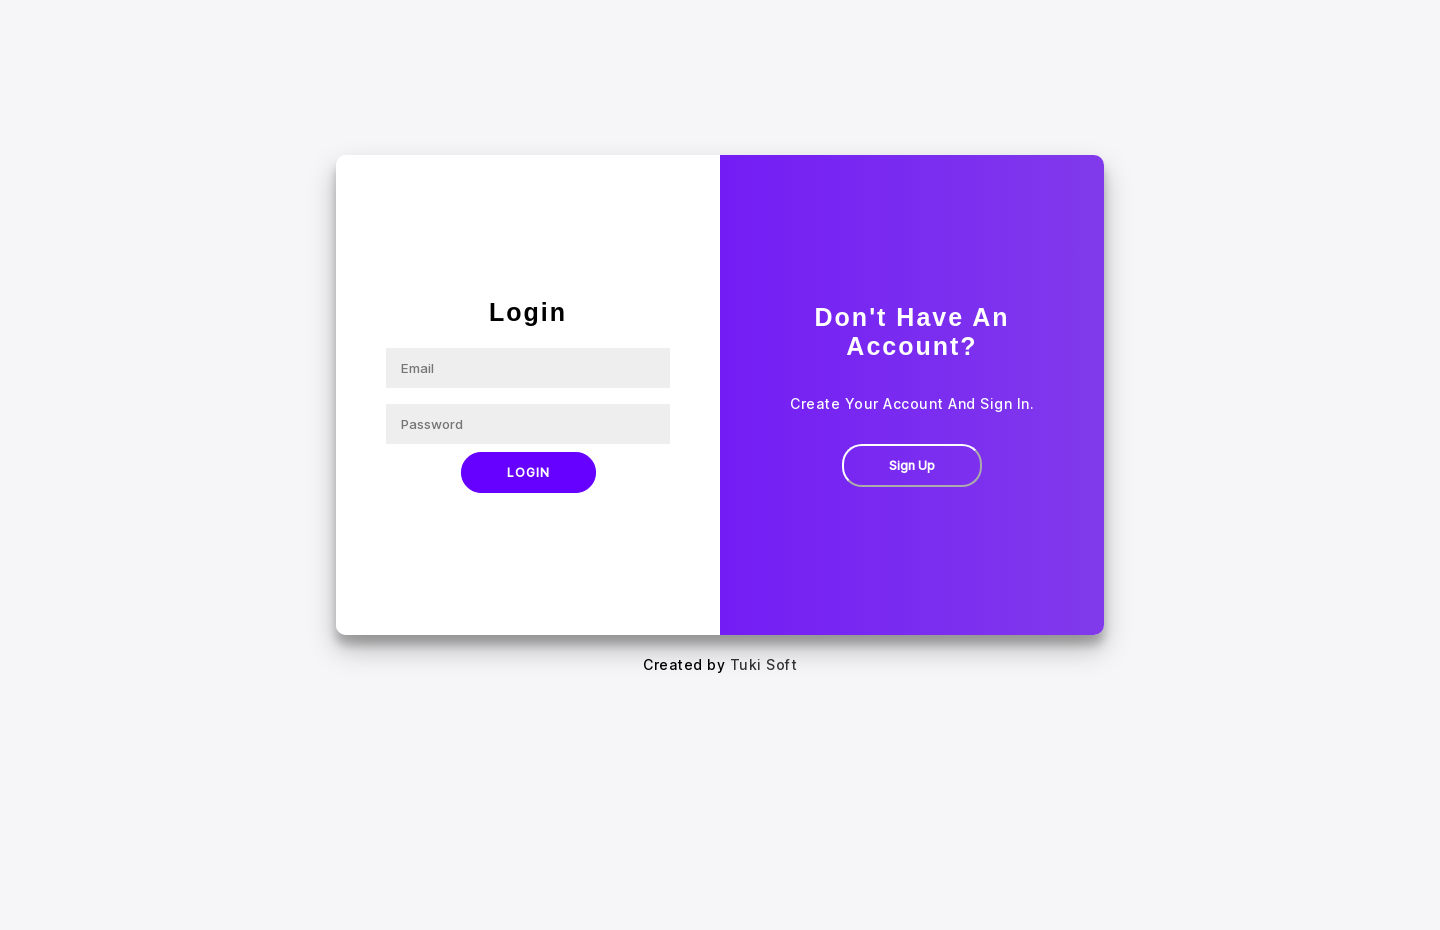 Login
Email
Password
LOGIN
Don't Have An
Account?
Create Your Account And Sign In.
Sign Up
Created by Tuki Soft